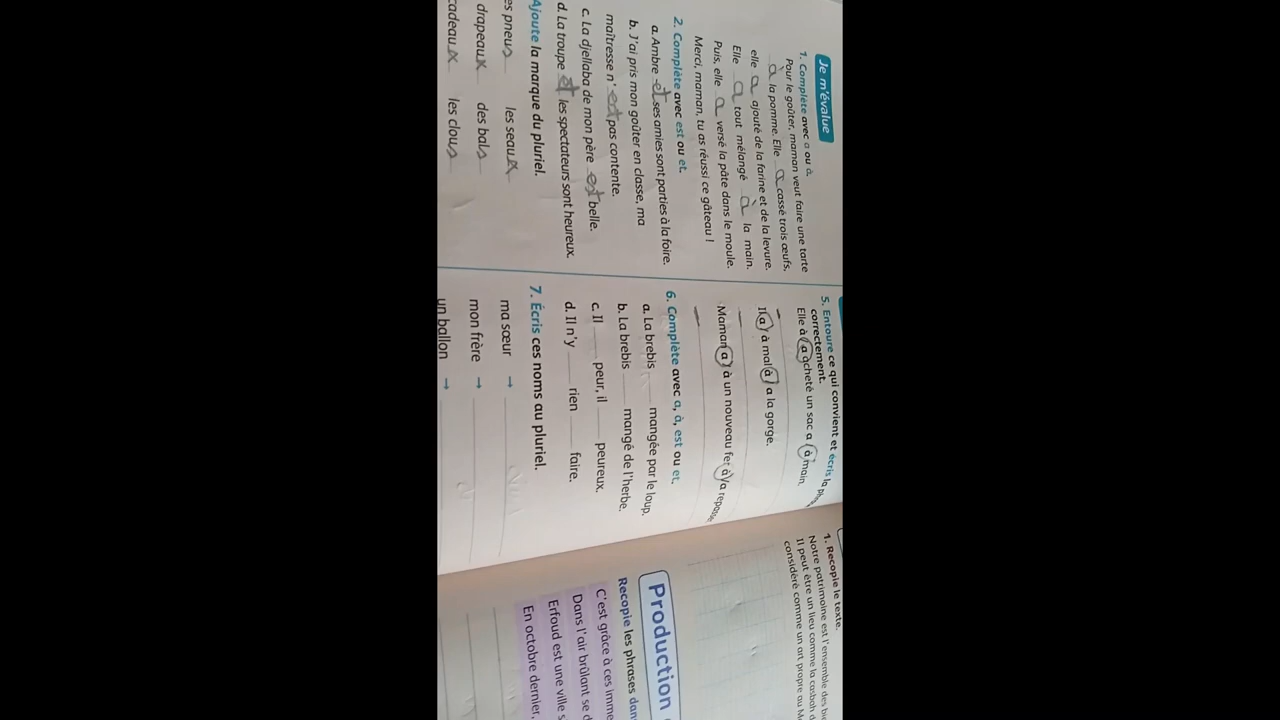 Je m'évalue
1. Complète avec a ou à.
Pour le goûter, maman veut faire une tarte
à la pomme. Elle a cassé trois œufs,
elle a ajouté de la farine et de la levure.
Elle a tout mélangé à la main.
Puis, elle a versé la pâte dans le moule.
Merci, maman, tu as réussi ce gâteau !
2. Complète avec est ou et.
a. Ambre et ses amies sont parties à la foire.
b. J'ai pris mon goûter en classe, ma
maîtresse n'est pas contente.
c. La djellaba de mon père est belle.
d. La troupe et les spectateurs sont heureux.
Ajoute la marque du pluriel.
es pneus les seaux
drapeaux des bals
cadeaux les clous
5. Entoure ce qui convient et écris la
correctement.
Elle à a acheté un sac a à main.
Il a à mal à a la gorge.
Maman a à un nouveau fer à a repasse
6. Complète avec a, à, est ou et.
a. La brebis mangée par le loup.
b. La brebis mangé de l'herbe.
c. Il peur, il peureux.
d. Il n'y rien faire.
7. Écris ces noms au pluriel.
ma sœur →
mon frère →
un ballon →
1. Recopie le texte.
Notre patrimoine est l'ensemble des
Il peut être un lieu comme la casbah
considéré comme un art propre au
Production
Recopie les phrases dan
C'est grâce à ces imme
Dans l'air brûlant se d
Erfoud est une ville s
En octobre dernier,